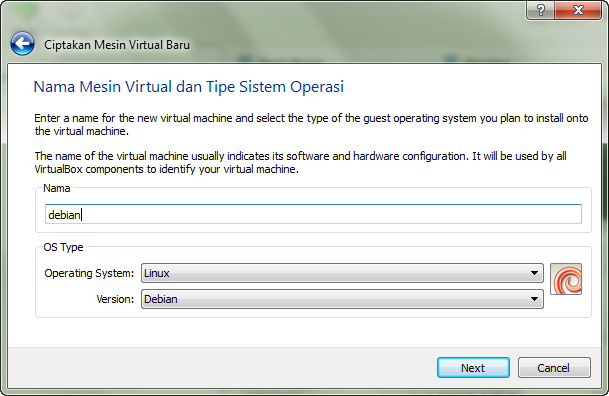 Ciptakan Mesin Virtual Baru
Nama Mesin Virtual dan Tipe Sistem Operasi
Enter a name for the new virtual machine and select the type of the guest operating system you plan to install onto
the virtual machine.
The name of the virtual machine usually indicates its software and hardware configuration. It will be used by all
VirtualBox components to identify your virtual machine.
Nama
debian
OS Type
Operating System: Linux
Version: Debian
Next Cancel